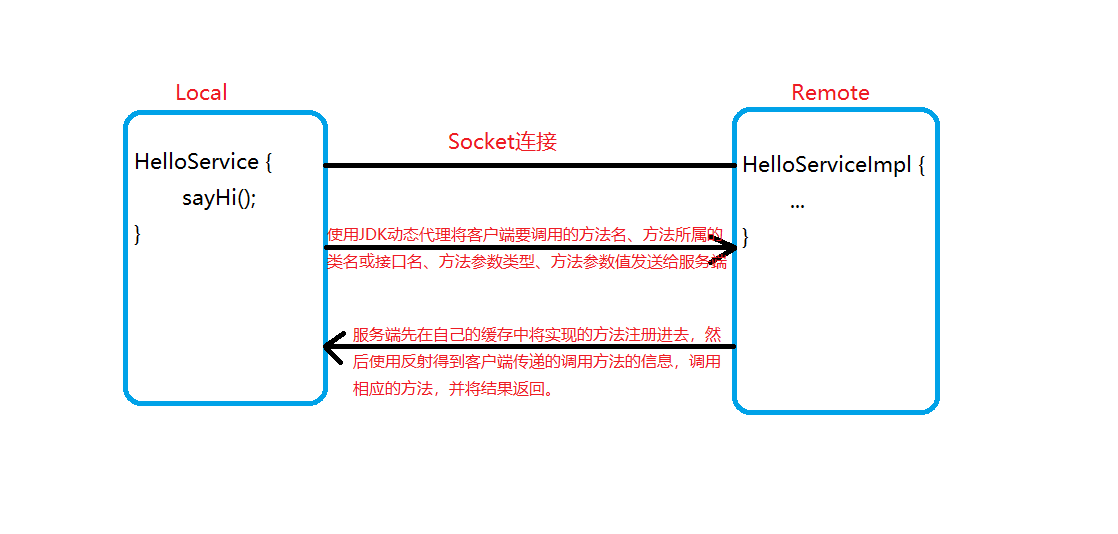 Local
Remote
Socket连接
HelloService {
sayHi();
}
HelloServiceImpl {
...
}
使用JDK动态代理将客户端要调用的方法名、方法所属的
类名或接口名、方法参数类型、方法参数值发送给服务端
服务端先在自己的缓存中将实现的方法注册进去，然
后使用反射得到客户端传递的调用方法的信息，调用
相应的方法，并将结果返回。